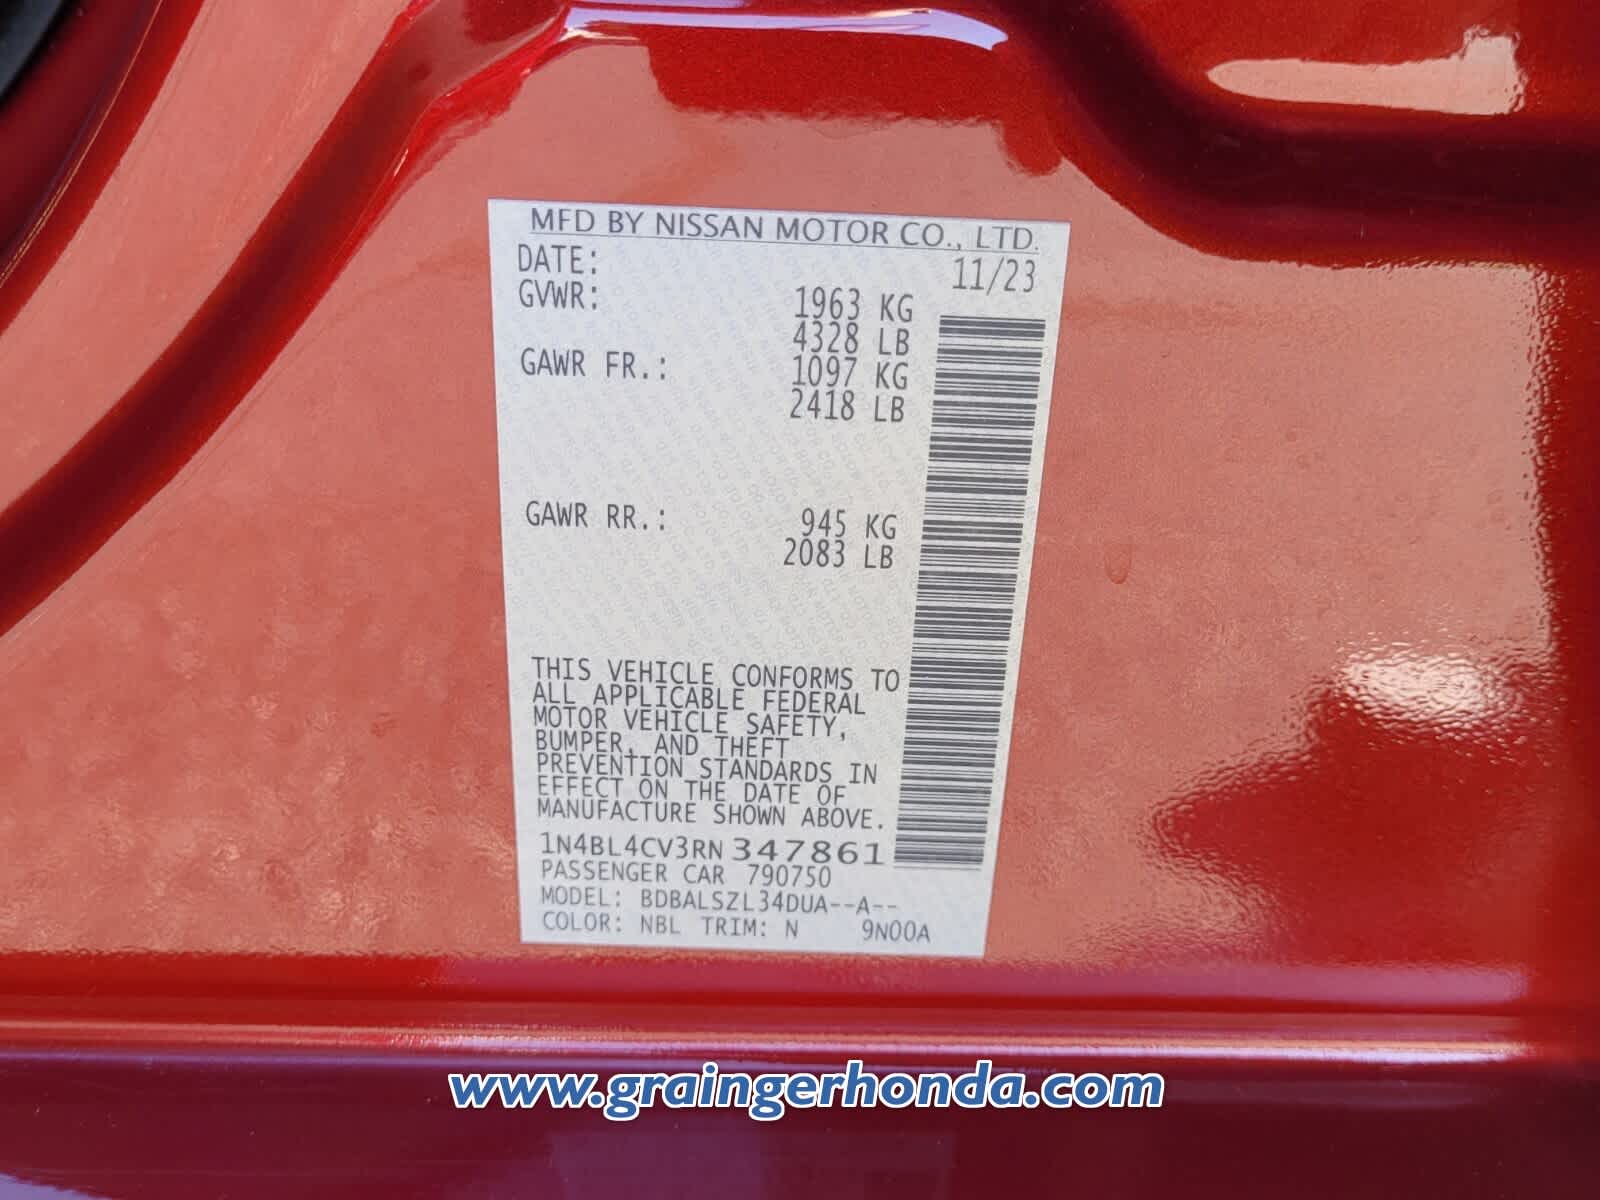 MFD BY NISSAN MOTOR CO., LTD.
DATE: 11/23
GVWR: 1963 KG
4328 LB
GAWR FR.: 1097 KG
2418 LB
GAWR RR.: 945 KG
2083 LB
THIS VEHICLE CONFORMS TO
ALL APPLICABLE FEDERAL
MOTOR VEHICLE SAFETY,
BUMPER, AND THEFT
PREVENTION STANDARDS IN
EFFECT ON THE DATE OF
MANUFACTURE SHOWN ABOVE.
1N4BL4CV3RN347861
PASSENGER CAR 790750
MODEL: BDBALSZL34DUA--A--
COLOR: NBL TRIM: N 9N00A
www.graingerhonda.com